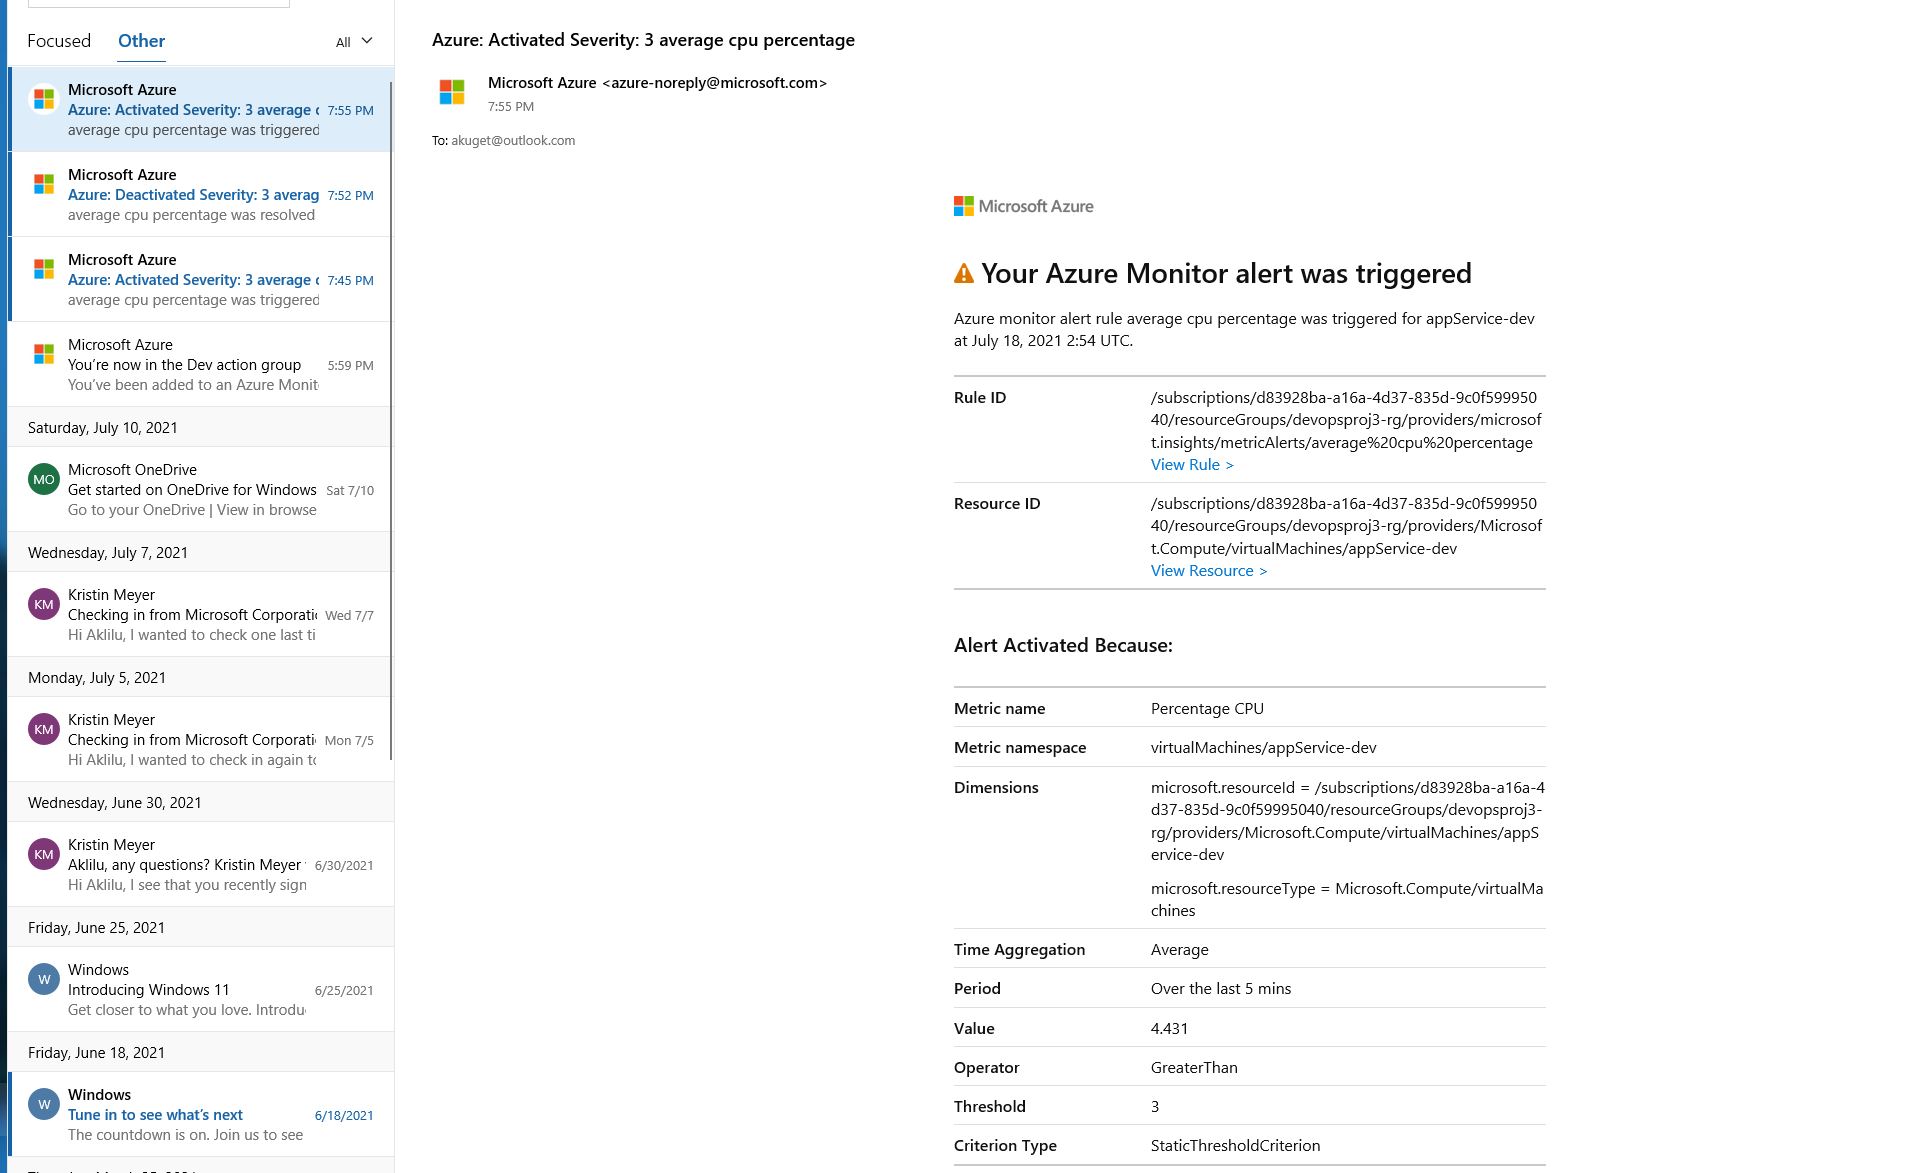 Focused
Other
All
Microsoft Azure
Azure: Activated Severity: 3 average
7:55 PM
average cpu percentage was triggered
Microsoft Azure
Azure: Deactivated Severity: 3 averag
7:52 PM
average cpu percentage was resolved
Microsoft Azure
Azure: Activated Severity: 3 average
7:45 PM
average cpu percentage was triggered
Microsoft Azure
You're now in the Dev action group
5:59 PM
You've been added to an Azure Monit
Saturday, July 10, 2021
MO
Microsoft OneDrive
Get started on OneDrive for Windows
Sat 7/10
Go to your OneDrive | View in browse
Wednesday, July 7, 2021
KM
Kristin Meyer
Checking in from Microsoft Corporati
Wed 7/7
Hi Aklilu, I wanted to check one last ti
Monday, July 5, 2021
KM
Kristin Meyer
Checking in from Microsoft Corporati
Mon 7/5
Hi Aklilu, I wanted to check in again to
Wednesday, June 30, 2021
KM
Kristin Meyer
Aklilu, any questions? Kristin Meyer
6/30/2021
Hi Aklilu, I see that you recently sign
Friday, June 25, 2021
W
Windows
Introducing Windows 11
6/25/2021
Get closer to what you love. Introdu
Friday, June 18, 2021
W
Windows
Tune in to see what's next
6/18/2021
The countdown is on. Join us to see
Azure: Activated Severity: 3 average cpu percentage
Microsoft Azure <azure-noreply@microsoft.com>
7:55 PM
To: akuget@outlook.com
Microsoft Azure
Your Azure Monitor alert was triggered
Azure monitor alert rule average cpu percentage was triggered for appService-dev
at July 18, 2021 2:54 UTC.
Rule ID
/subscriptions/d83928ba-a16a-4d37-835d-9c0f599950
40/resourceGroups/devopsproj3-rg/providers/microsof
t.insights/metricAlerts/average%20cpu%20percentage
View Rule >
Resource ID
/subscriptions/d83928ba-a16a-4d37-835d-9c0f599950
40/resourceGroups/devopsproj3-rg/providers/Microsof
t.Compute/virtualMachines/appService-dev
View Resource >
Alert Activated Because:
Metric name
Percentage CPU
Metric namespace
virtualMachines/appService-dev
Dimensions
microsoft.resourceId = /subscriptions/d83928ba-a16a-4
d37-835d-9c0f59995040/resourceGroups/devopsproj3-
rg/providers/Microsoft.Compute/virtualMachines/appS
ervice-dev
microsoft.resourceType = Microsoft.Compute/virtualMa
chines
Time Aggregation
Average
Period
Over the last 5 mins
Value
4.431
Operator
GreaterThan
Threshold
3
Criterion Type
StaticThresholdCriterion